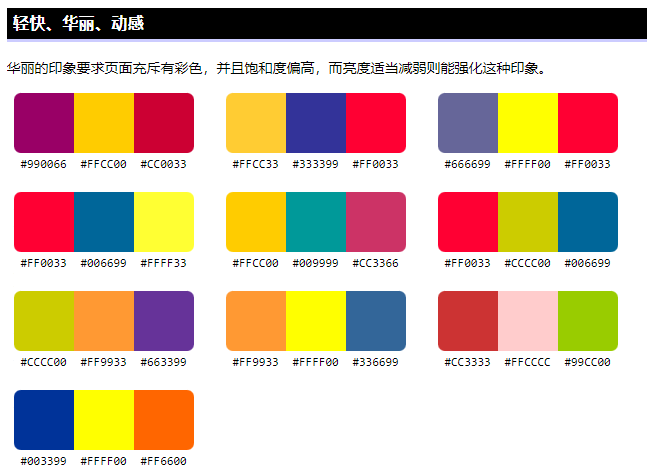 轻快、华丽、动感
华丽的印象要求页面充斥有彩色，并且饱和度偏高，而亮度适当减弱则能强化这种印象。
#990066 #FFCC00 #CC0033 #FFCC33 #333399 #FF0033 #666699 #FFFF00 #FF0033
#FF0033 #006699 #FFFF33 #FFCC00 #009999 #CC3366 #FF0033 #CCCC00 #006699
#CCCC00 #FF9933 #663399 #FF9933 #FFFF00 #336699 #CC3333 #FFCCCC #99CC00
#003399 #FFFF00 #FF6600